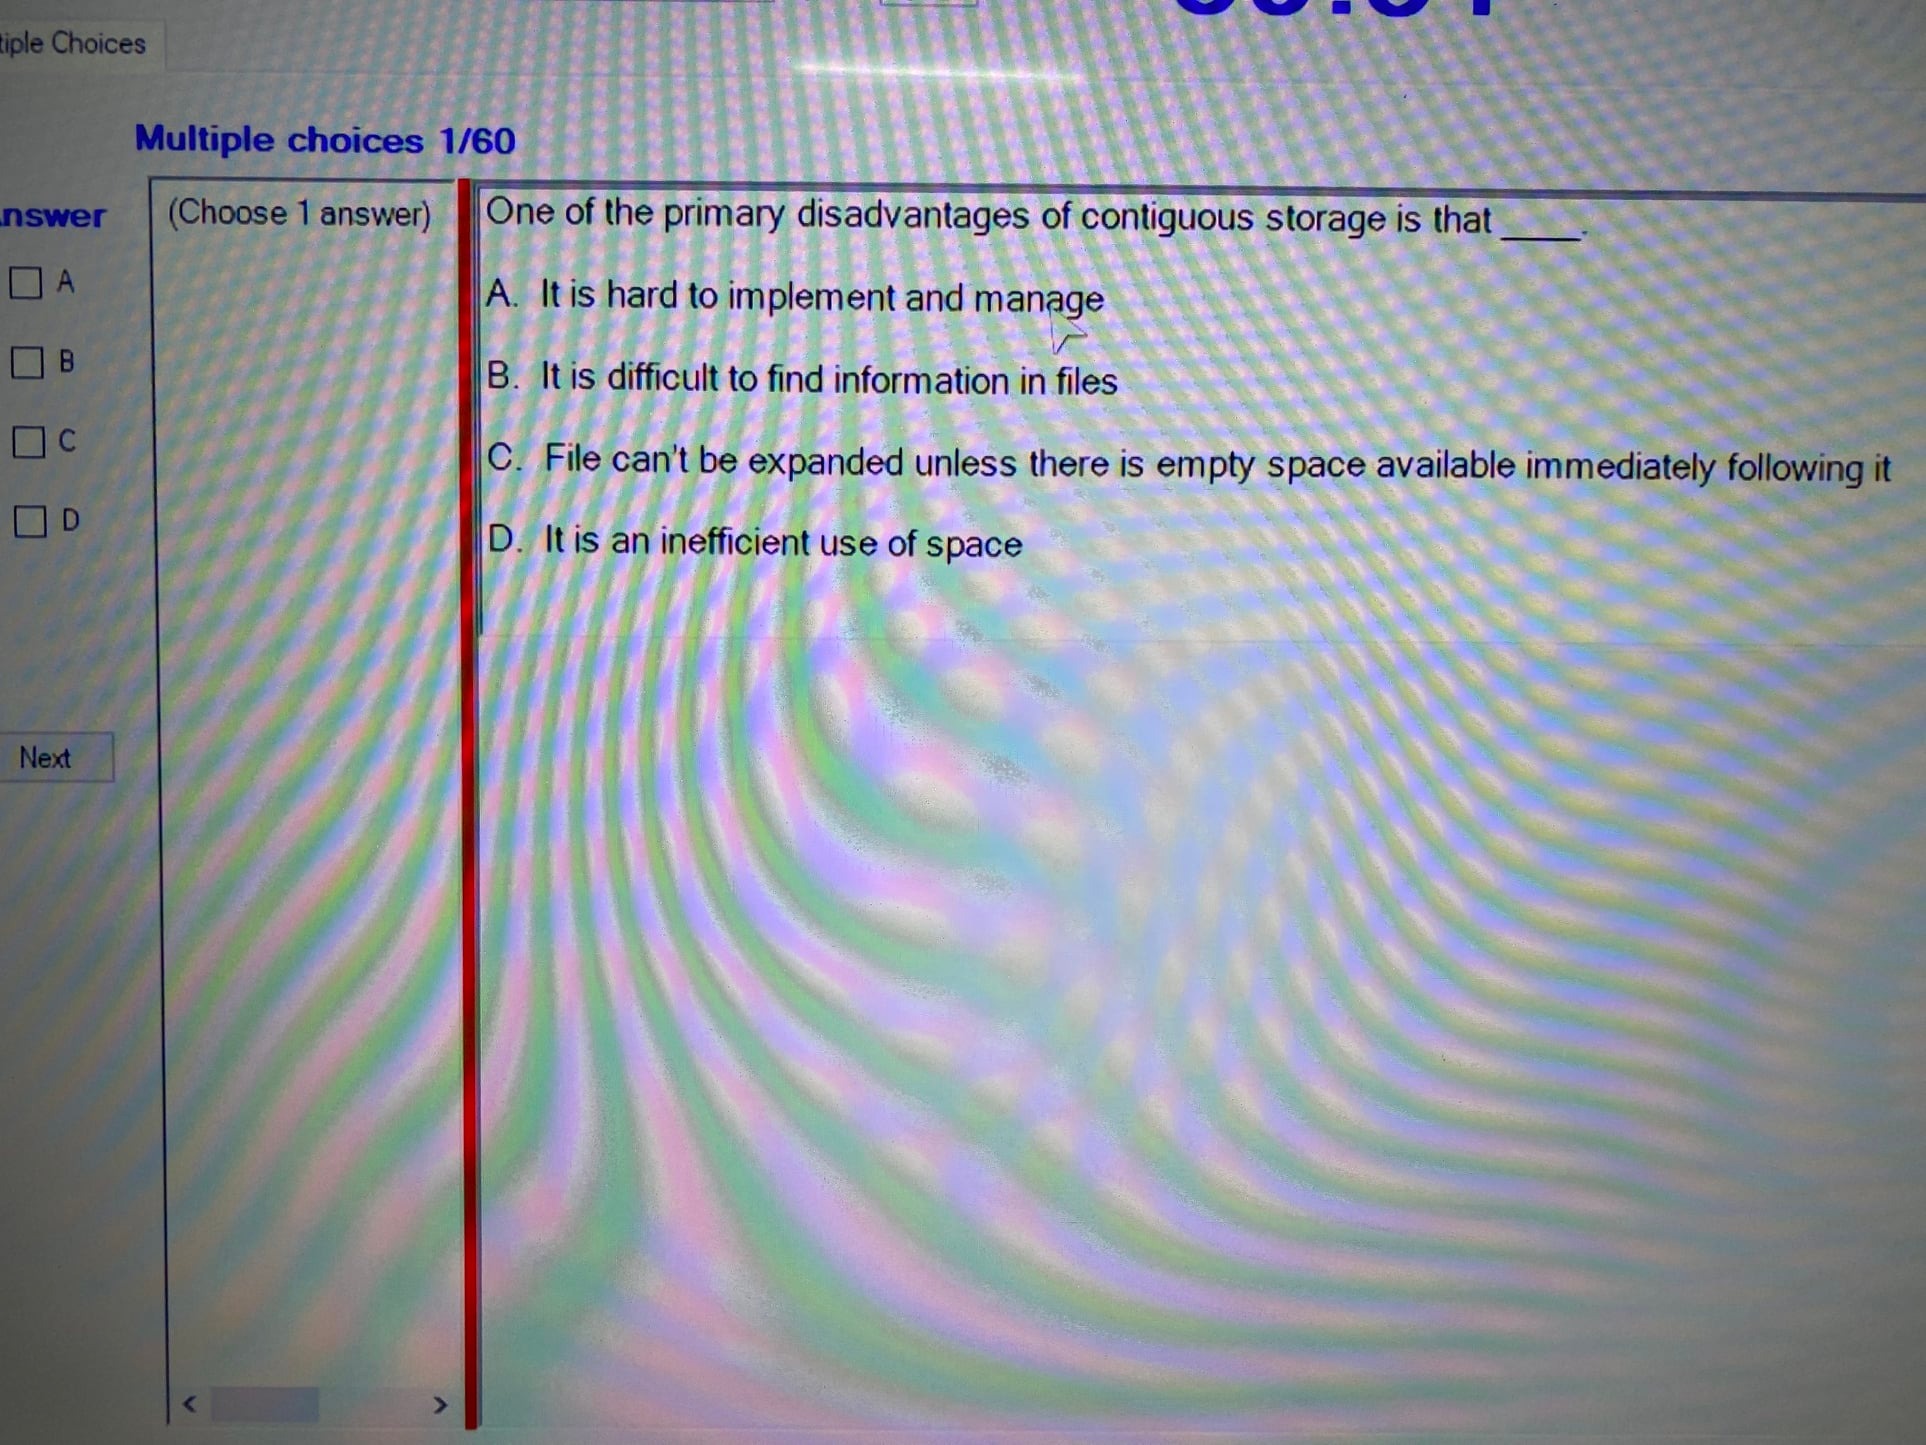 tiple Choices
Multiple choices 1/60
nswer
(Choose 1 answer)
One of the primary disadvantages of contiguous storage is that _____.
A
A. It is hard to implement and manage
B
B. It is difficult to find information in files
C
C. File can't be expanded unless there is empty space available immediately following it
D
D. It is an inefficient use of space
Next